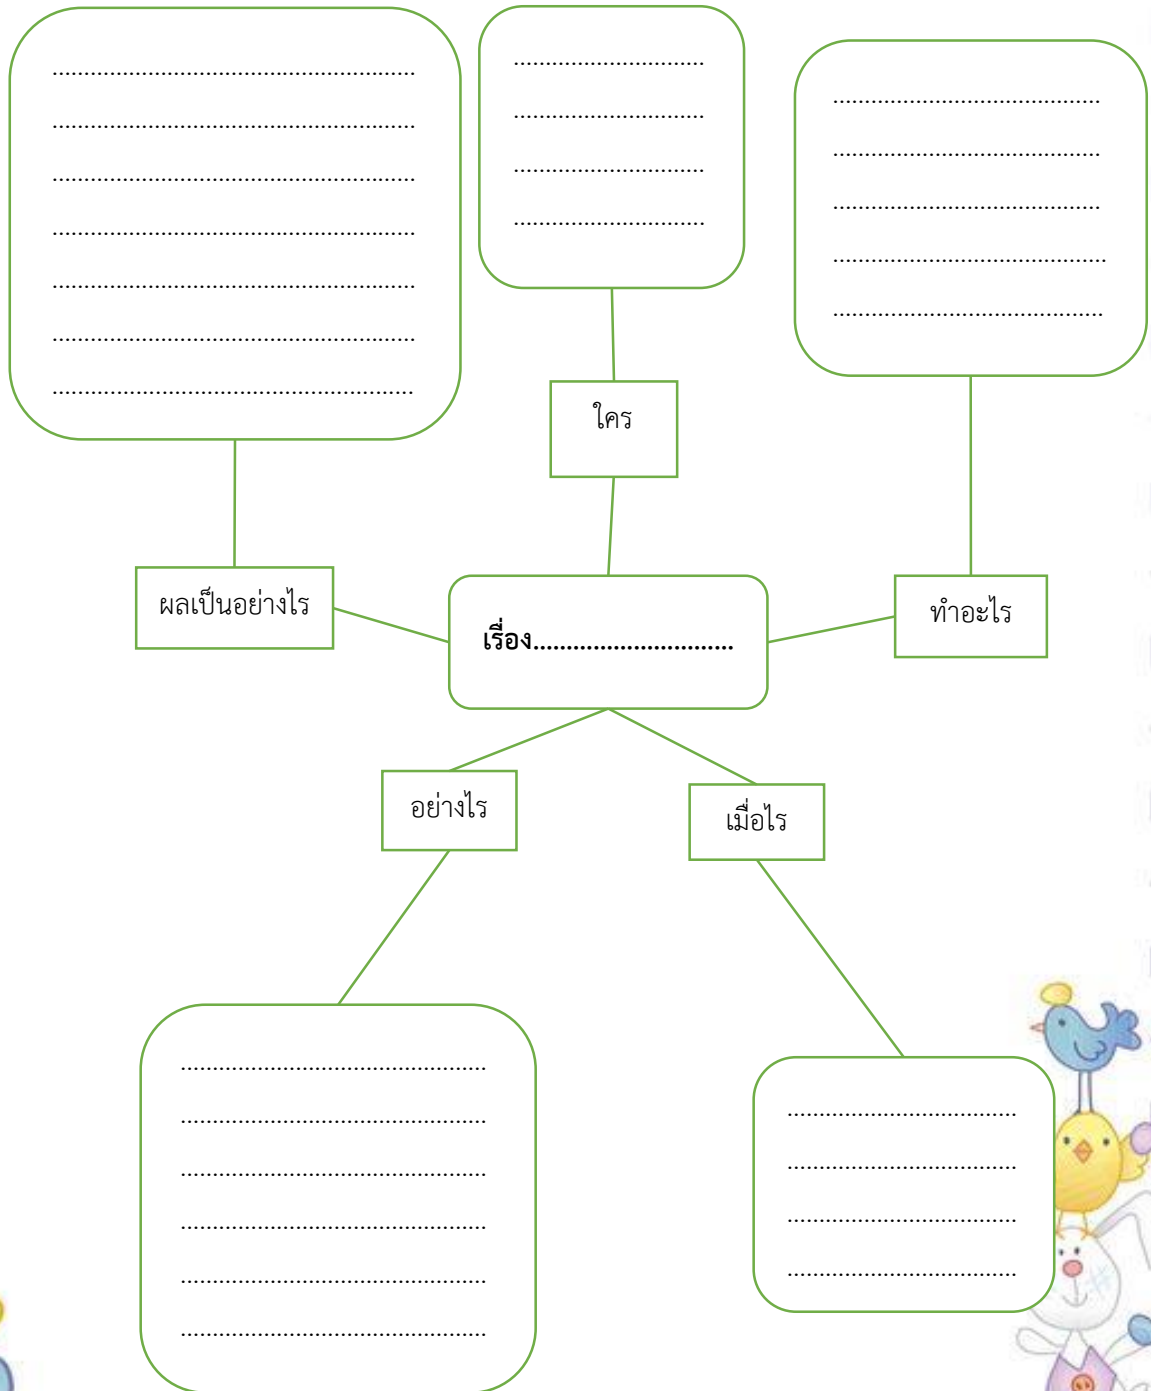 ใคร
ผลเป็นอย่างไร
เรื่อง..............................
ทำอะไร
อย่างไร
เมื่อไร